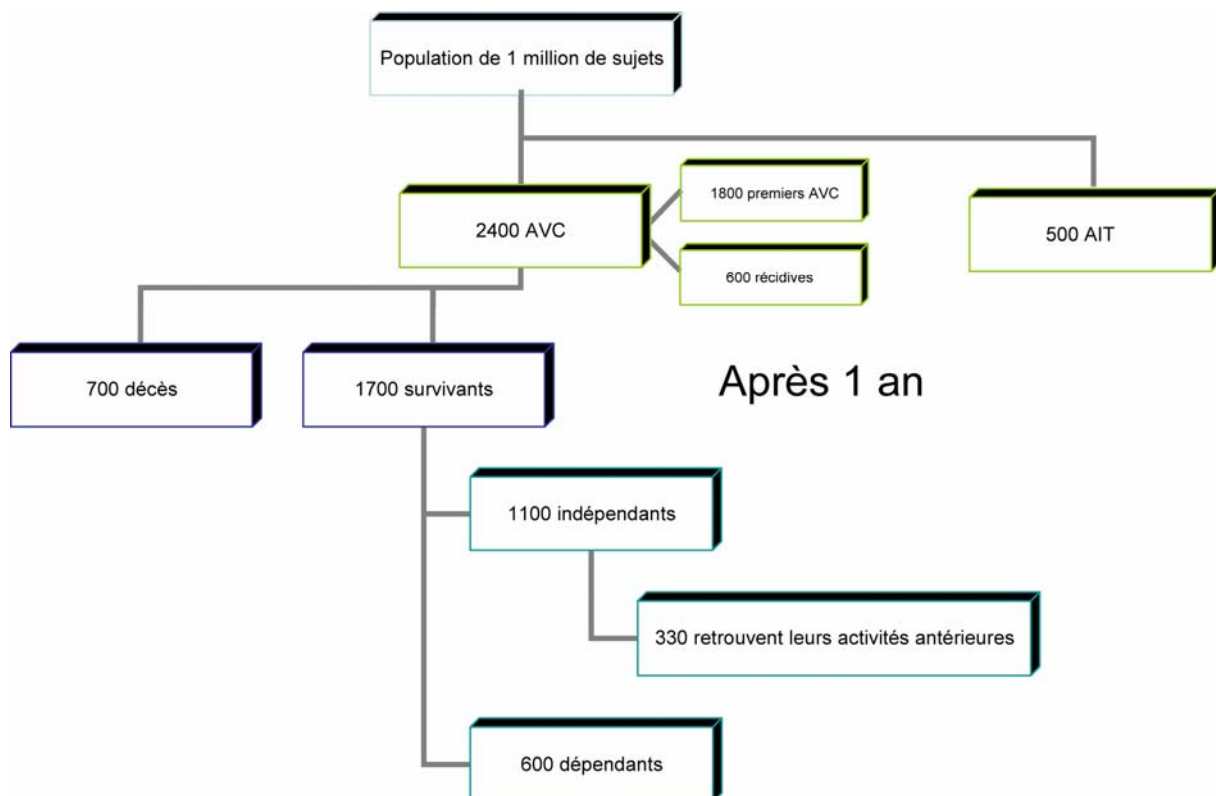 Population de 1 million de sujets
1800 premiers AVC
2400 AVC
500 AIT
600 récidives
700 décès
1700 survivants
Après 1 an
1100 indépendants
330 retrouvent leurs activités antérieures
600 dépendants